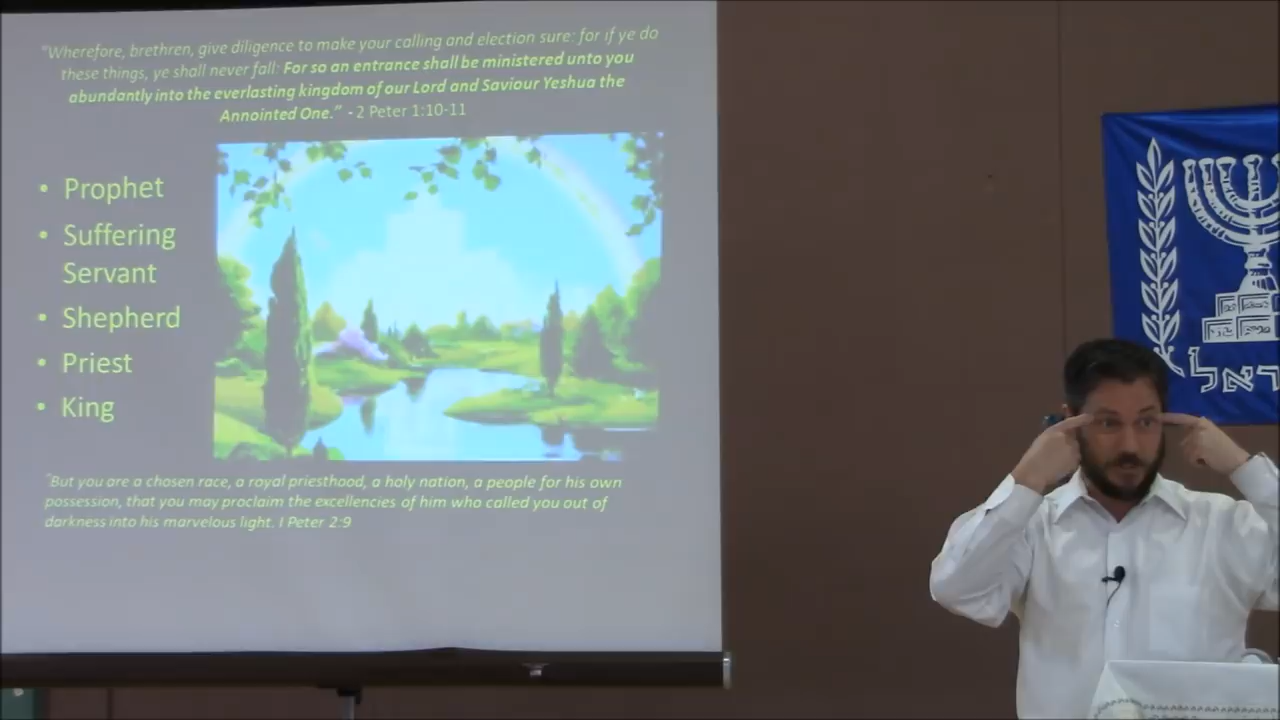 "Wherefore, brethren, give diligence to make your calling and election sure: for if ye do
these things, ye shall never fall: For so an entrance shall be ministered unto you
abundantly into the everlasting kingdom of our Lord and Saviour Yeshua the
Annointed One." - 2 Peter 1:10-11
• Prophet
• Suffering
Servant
• Shepherd
• Priest
• King
"But you are a chosen race, a royal priesthood, a holy nation, a people for his own
possession, that you may proclaim the excellencies of him who called you out of
darkness into his marvelous light. I Peter 2:9
ראל